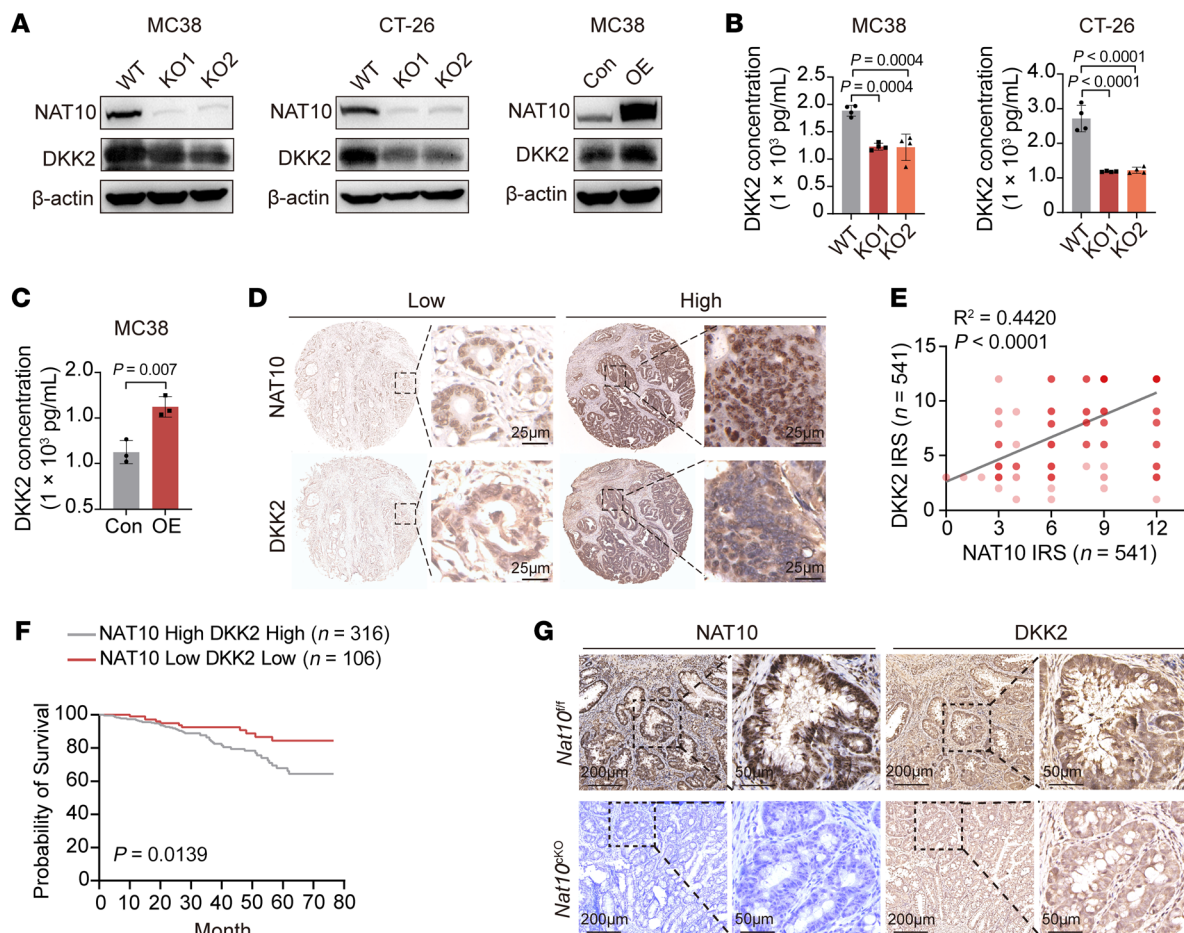 A
MC38
CT-26
MC38
WT
KO1
KO2
WT
KO1
KO2
Con
OE
NAT10
NAT10
NAT10
DKK2
DKK2
DKK2
β-actin
β-actin
β-actin
B
MC38
DKK2 concentration
(1 × 10³ pg/mL)
P = 0.0004
P = 0.0004
2.5
2.0
1.5
1.0
0.5
0
WT
KO1
KO2
CT-26
DKK2 concentration
(1 × 10³ pg/mL)
P < 0.0001
P < 0.0001
4.0
3.0
2.0
1.0
0
WT
KO1
KO2
C
MC38
DKK2 concentration
(1 × 10³ pg/mL)
P = 0.007
2.0
1.0
1.0
0.5
Con
OE
D
Low
High
NAT10
25μm
25μm
DKK2
25μm
25μm
E
R² = 0.4420
P < 0.0001
DKK2 IRS (n = 541)
15
10
5
0
0
3
6
9
12
NAT10 IRS (n = 541)
F
NAT10 High DKK2 High (n = 316)
NAT10 Low DKK2 Low (n = 106)
Probability of Survival
100
80
60
40
20
0
P = 0.0139
0 10 20 30 40 50 60 70 80
Month
G
NAT10
DKK2
Nat10f/f
200μm
50μm
200μm
50μm
Nat10cKO
200μm
50μm
200μm
50μm